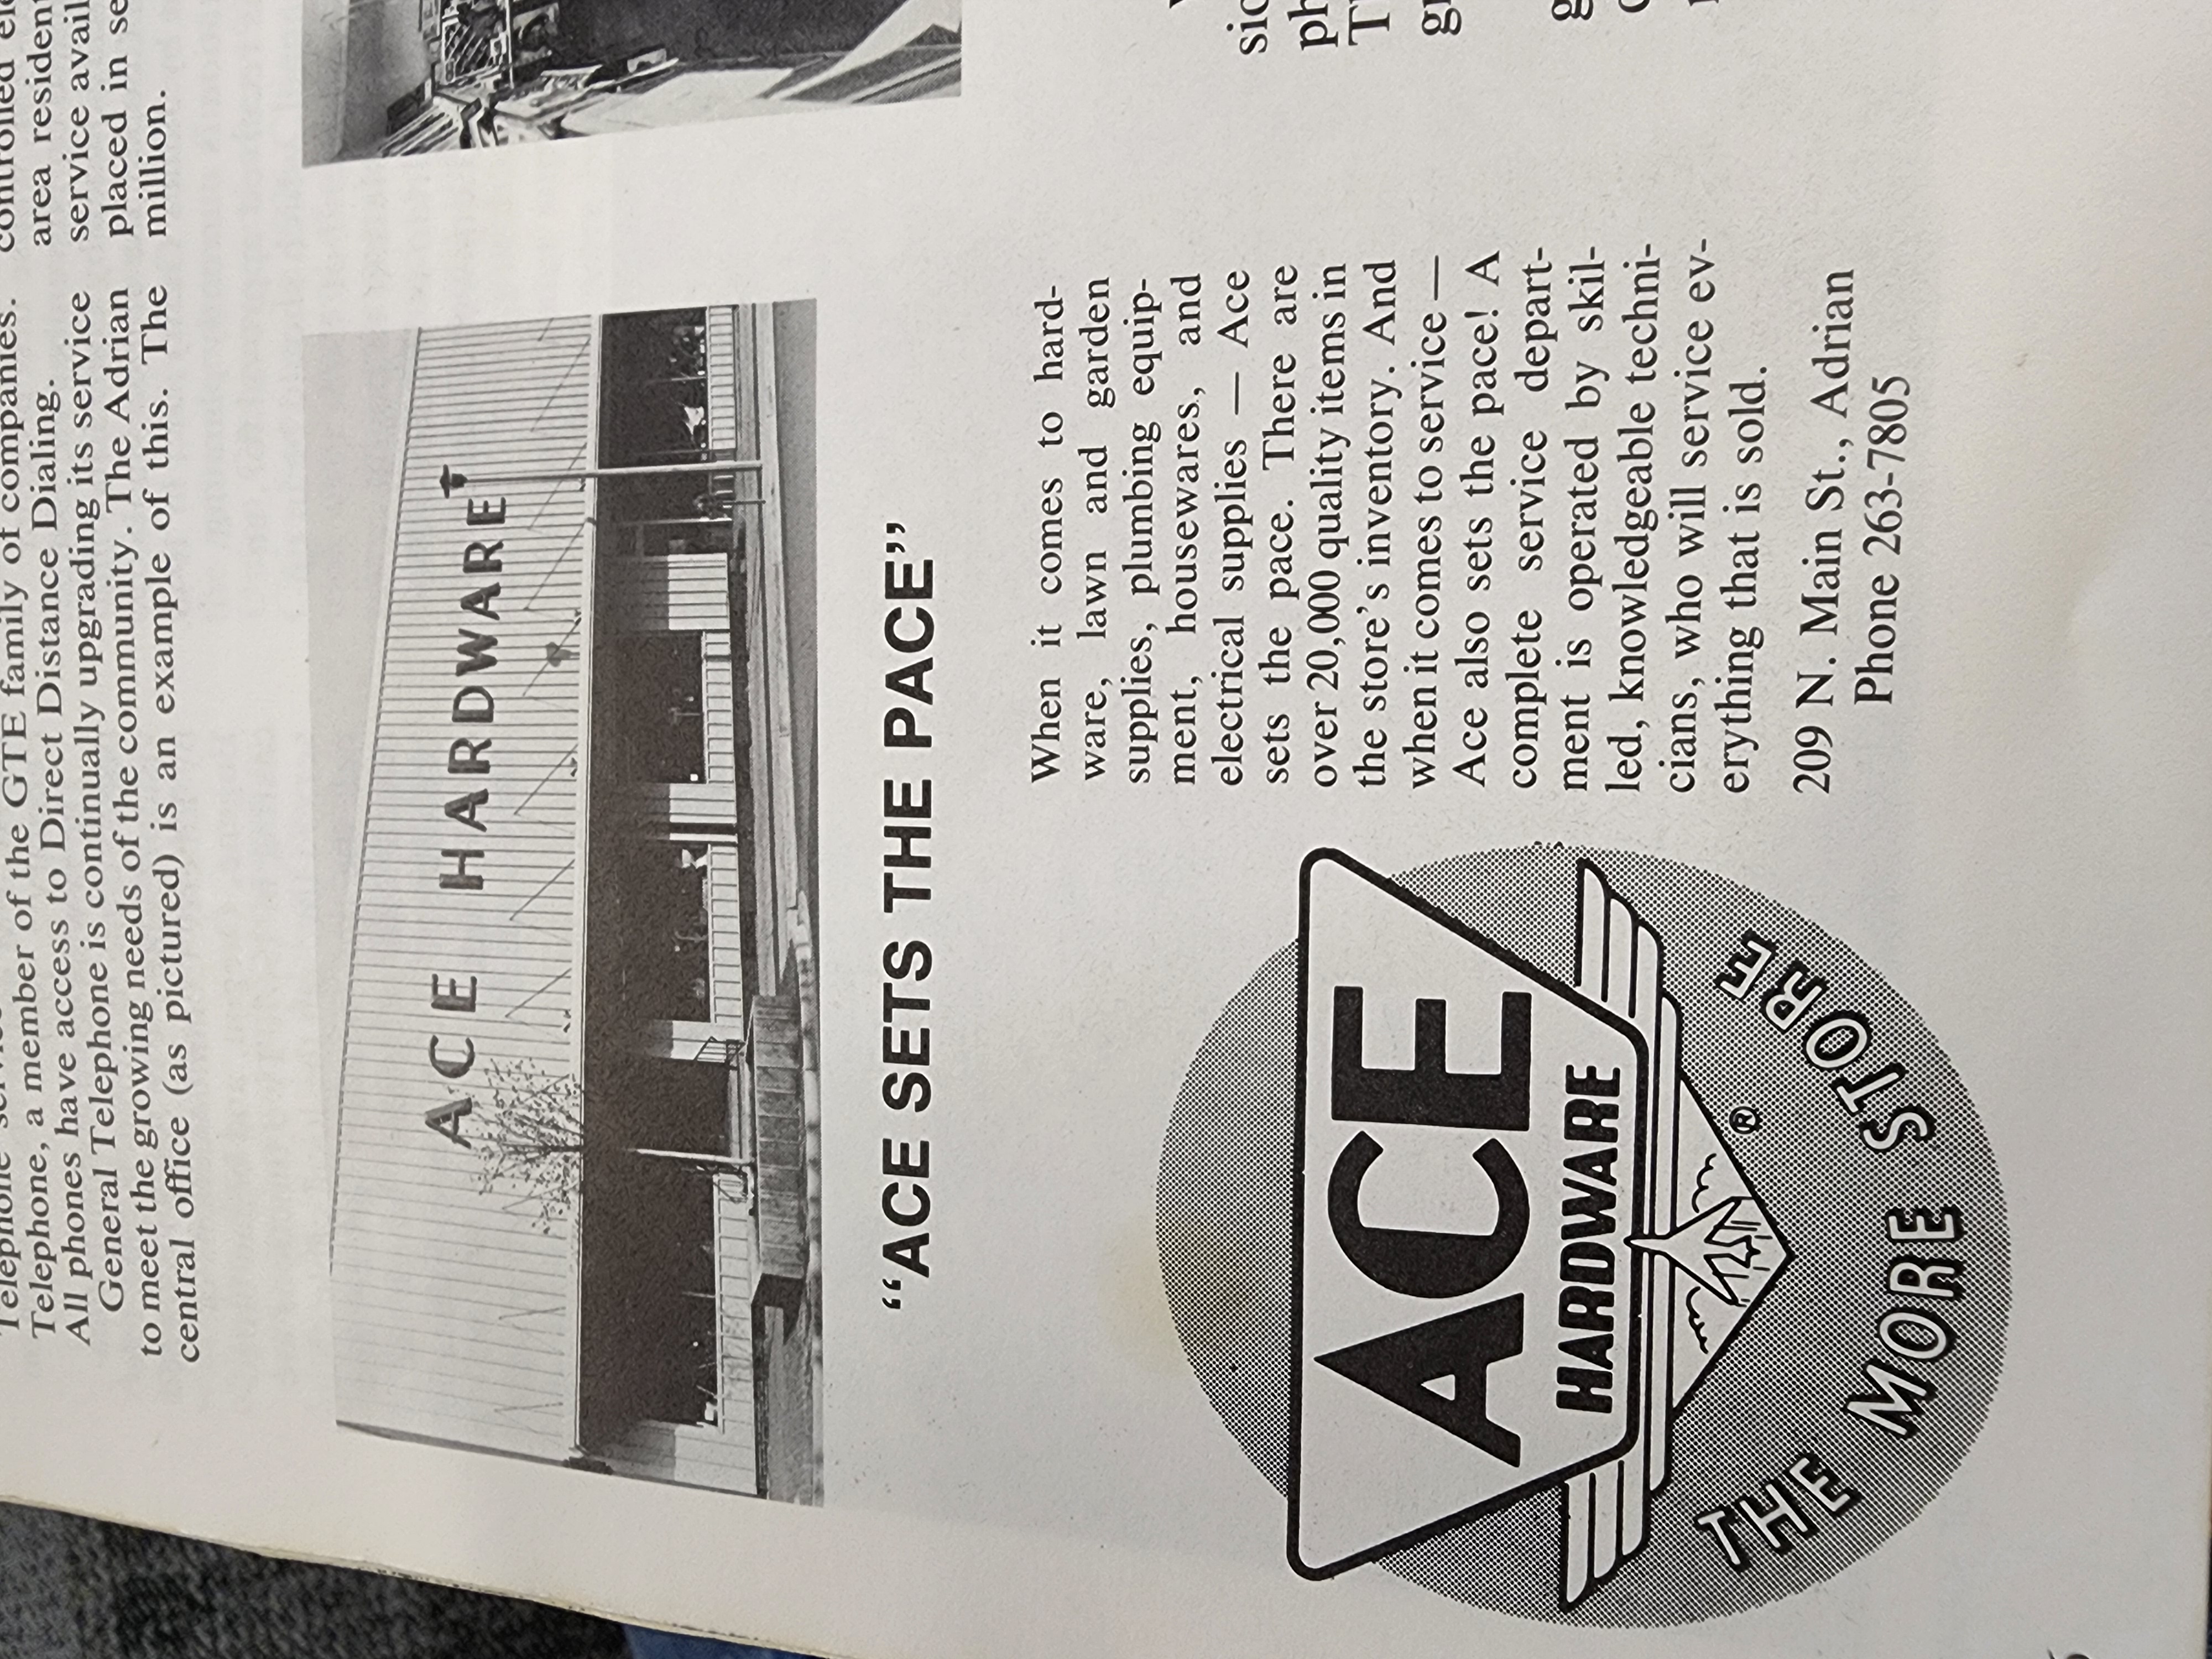 Telephone, a member of the GTE family of companies.
All phones have access to Direct Distance Dialing.
General Telephone is continually upgrading its service
to meet the growing needs of the community. The Adrian
central office (as pictured) is an example of this. The
controlled
area resident
service avail
placed in se
million.
ACE HARDWARE
"ACE SETS THE PACE"
ACE
HARDWARE
®
THE MORE STORE
When it comes to hard-
ware, lawn and garden
supplies, plumbing equip-
ment, housewares, and
electrical supplies — Ace
sets the pace. There are
over 20,000 quality items in
the store's inventory. And
when it comes to service —
Ace also sets the pace! A
complete service depart-
ment is operated by skil-
led, knowledgeable techni-
cians, who will service ev-
erything that is sold.
209 N. Main St., Adrian
Phone 263-7805
sic
ph
T
gr